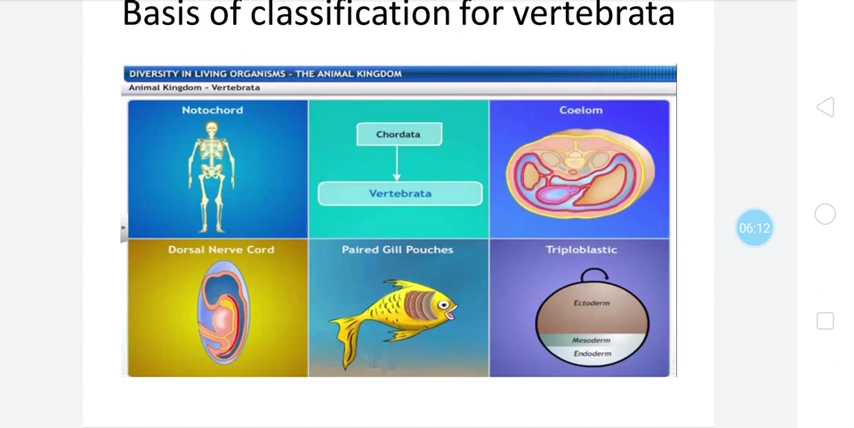 Basis of classification for vertebrata
DIVERSITY IN LIVING ORGANISMS - THE ANIMAL KINGDOM
Animal Kingdom - Vertebrata
Notochord
Chordata
Vertebrata
Coelom
Dorsal Nerve Cord
Paired Gill Pouches
Triploblastic
Ectoderm
Mesoderm
Endoderm
06:12